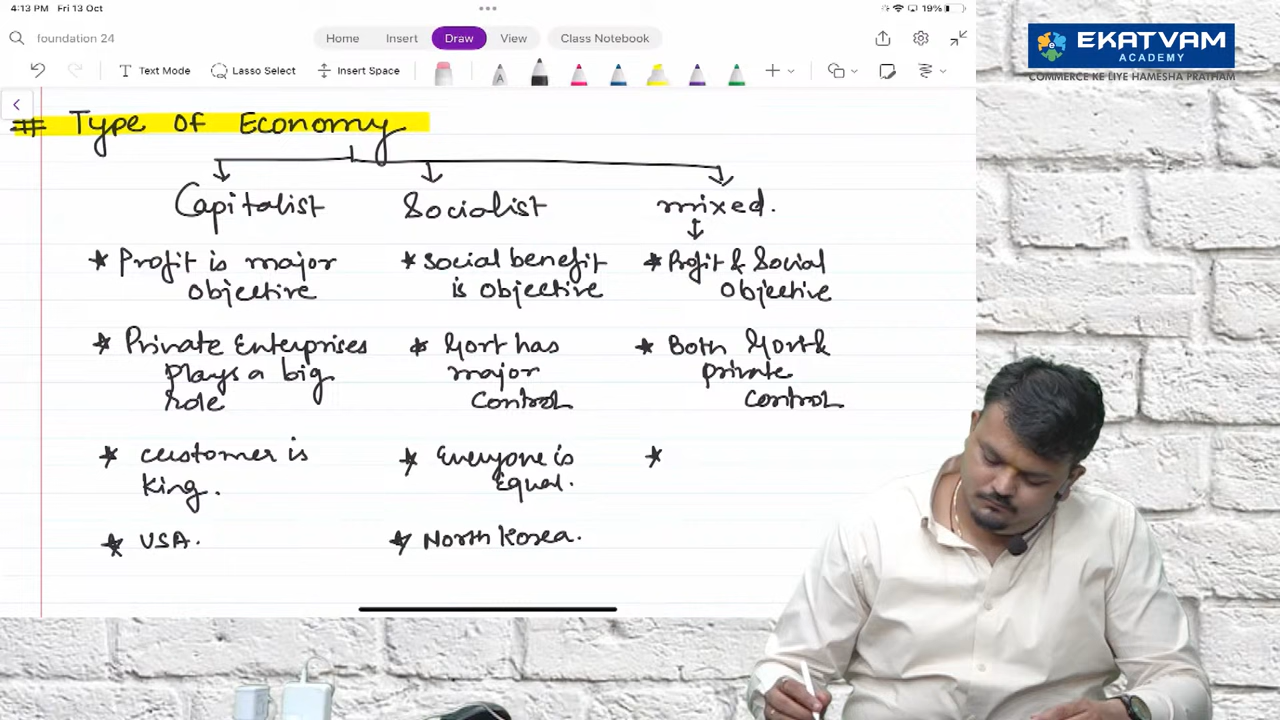 4:13 PM Fri 13 Oct
19%
foundation 24
Home Insert Draw View Class Notebook
Text Mode Lasso Select Insert Space
EKATVAM
ACADEMY
COMMERCE KE LIYE HAMESHA PRATHAM
# Type of Economy
Capitalist Socialist mixed.
* Profit is major
objective
* Social benefit
is objective
* Profit & Social
Objective
* Private Enterprises
plays a big
role
* Govt has
major
control
* Both Govt &
private
control
* customer is
king.
* Everyone is
Equal.
*
* USA.
* North Korea.